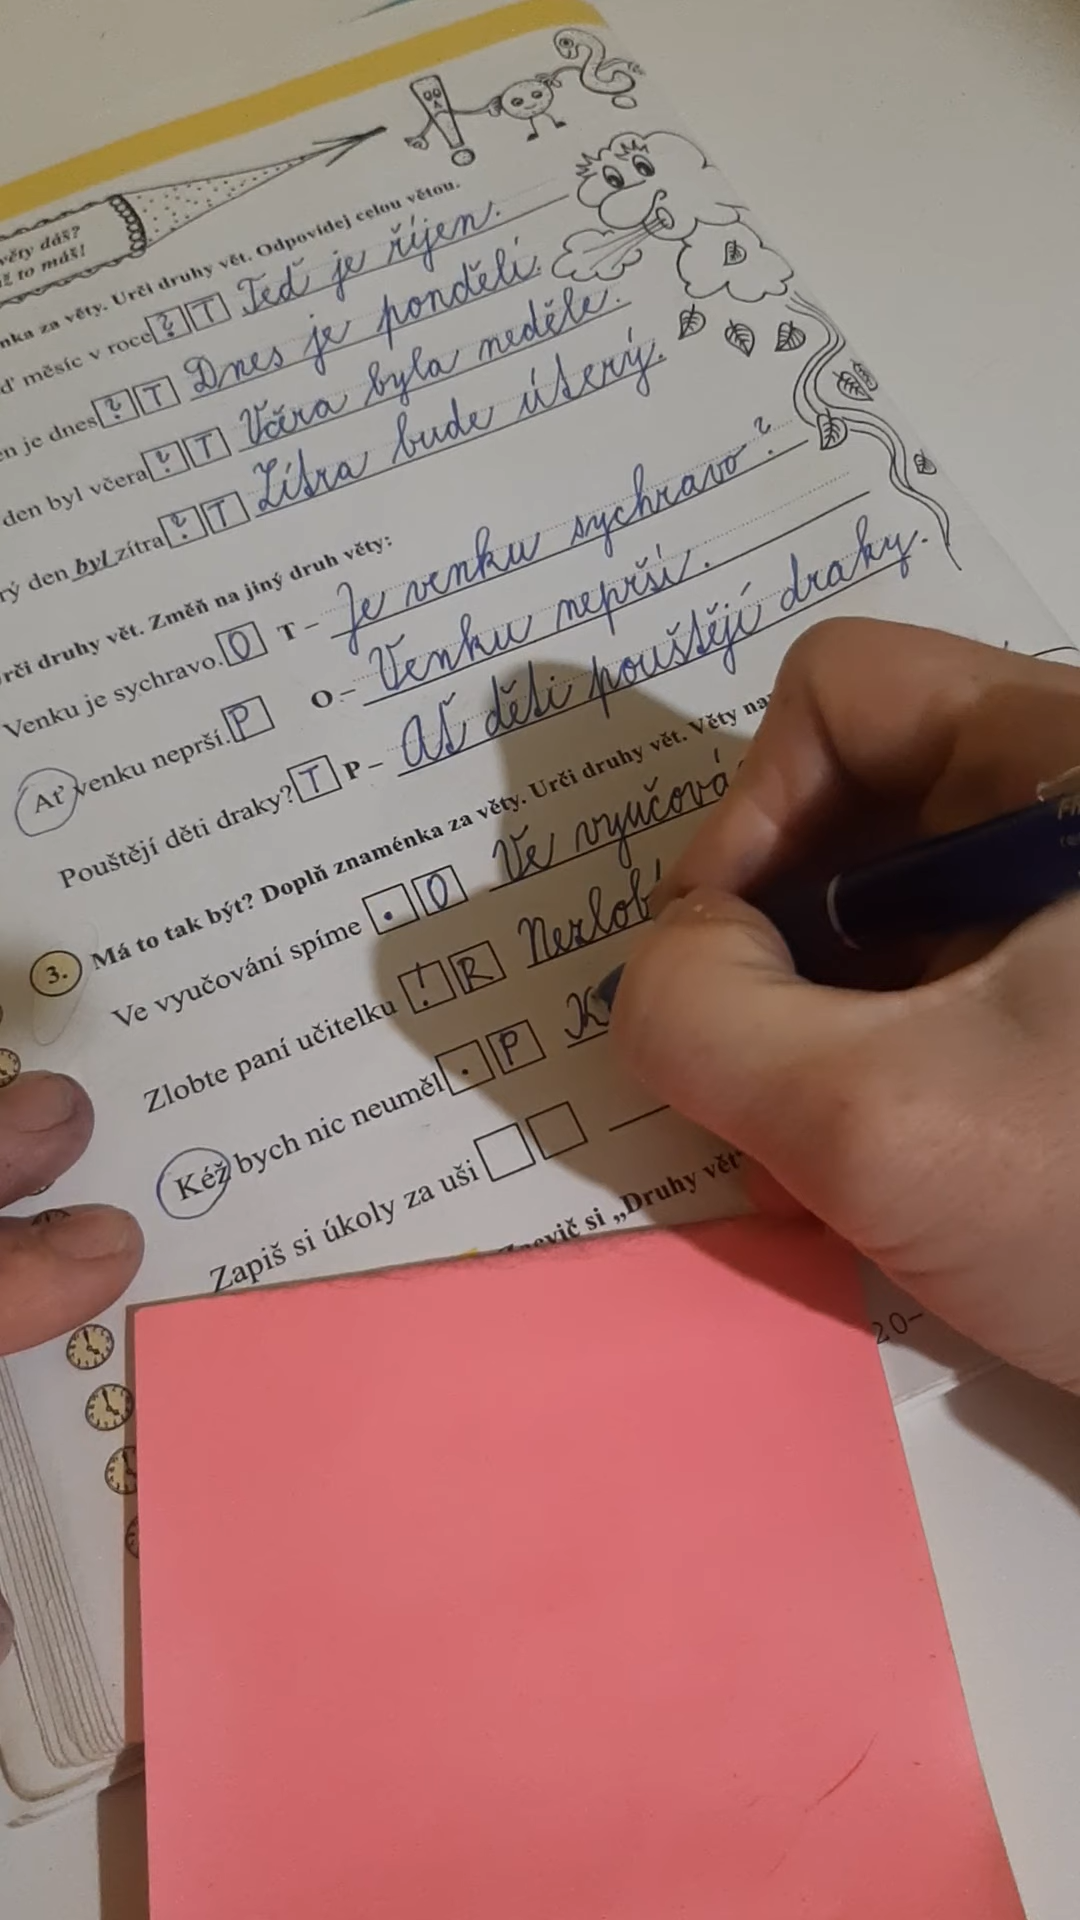 věty dáš?
ž to máš!
nka za věty. Urči druhy vět. Odpovídej celou větou.
ď měsíc v roce ? T Teď je říjen.
en je dnes ? T Dnes je pondělí.
den byl včera ? T Včera byla neděle.
rý den byl zítra ? T Zítra bude úterý.
rči druhy vět. Změň na jiný druh věty:
Venku je sychravo. O T – Je venku sychravo?
Ať venku neprší. P O – Venku neprší.
Pouštějí děti draky? T P – Ať děti pouštějí draky.
3. Má to tak být? Doplň znaménka za věty. Urči druhy vět. Věty na
Ve vyučování spíme . O Ve vyučová
Zlobte paní učitelku ! R Nezlob
Kéž bych nic neuměl . P K
Zapiš si úkoly za uši
si „Druhy vět“
20–